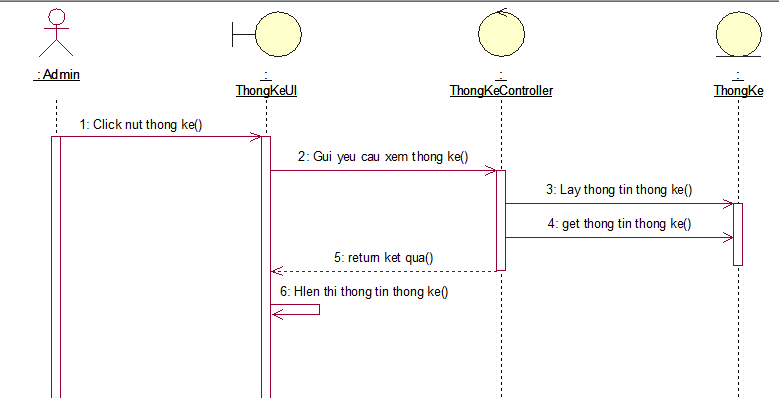 : Admin
:
ThongKeUI
:
ThongKeController
:
ThongKe
1: Click nut thong ke()
2: Gui yeu cau xem thong ke()
3: Lay thong tin thong ke()
4: get thong tin thong ke()
5: return ket qua()
6: HIen thi thong tin thong ke()